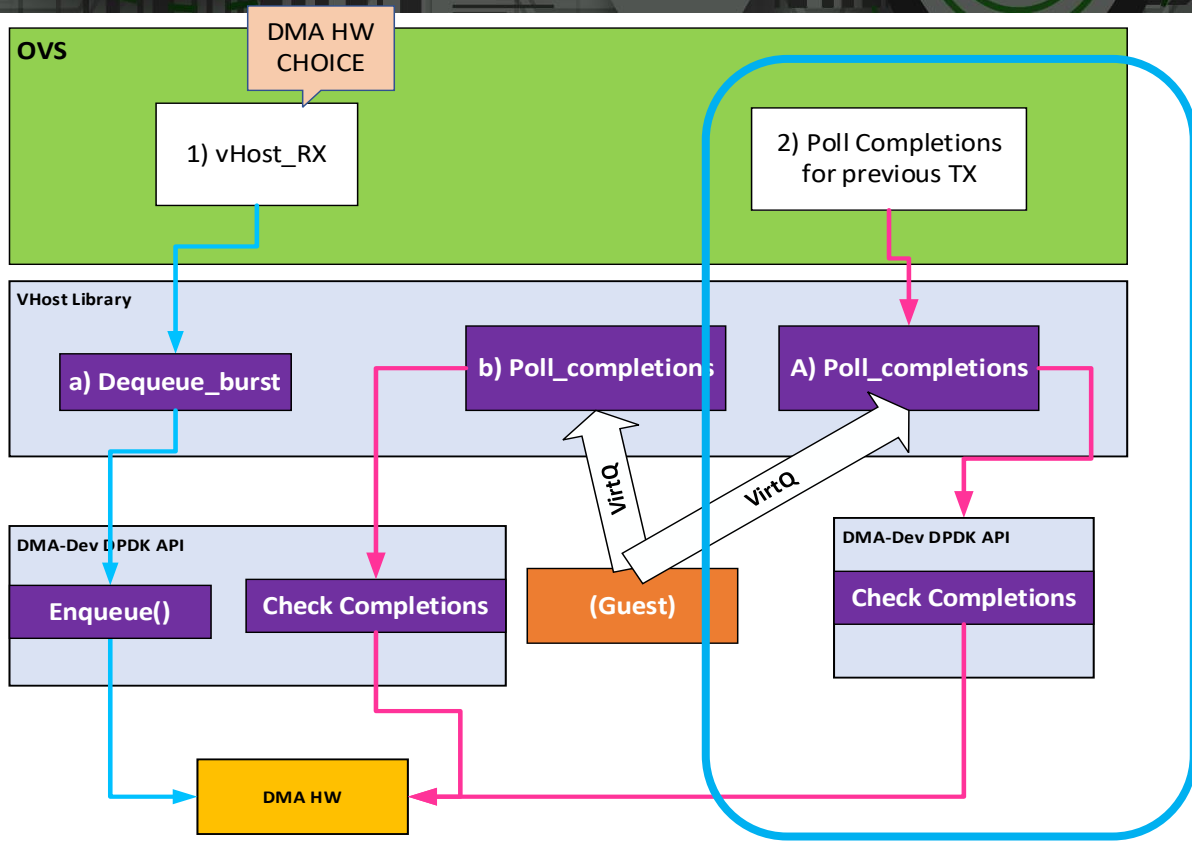 OVS
DMA HW
CHOICE
1) vHost_RX
2) Poll Completions
for previous TX
VHost Library
a) Dequeue_burst
b) Poll_completions
A) Poll_completions
VirtQ
VirtQ
DMA-Dev DPDK API
Enqueue()
Check Completions
(Guest)
DMA-Dev DPDK API
Check Completions
DMA HW